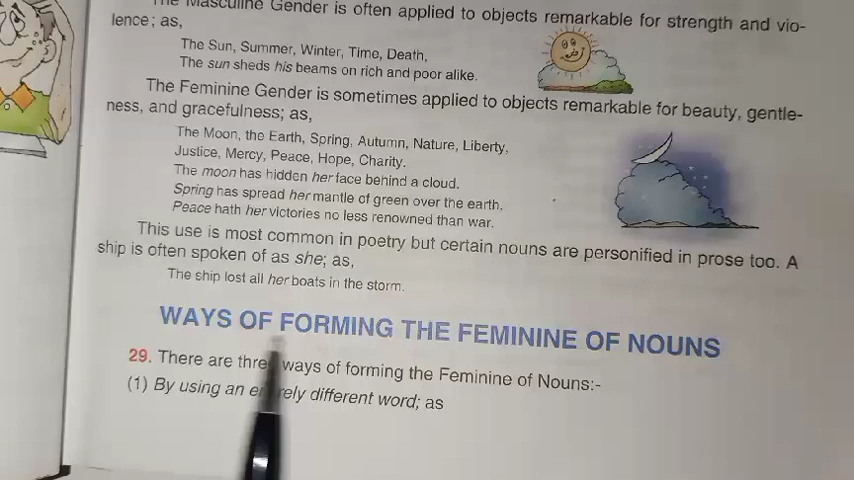 The Masculine Gender is often applied to objects remarkable for strength and vio-
lence; as,
The Sun, Summer, Winter, Time, Death,
The sun sheds his beams on rich and poor alike.
The Feminine Gender is sometimes applied to objects remarkable for beauty, gentle-
ness, and gracefulness; as,
The Moon, the Earth, Spring, Autumn, Nature, Liberty,
Justice, Mercy, Peace, Hope, Charity.
The moon has hidden her face behind a cloud.
Spring has spread her mantle of green over the earth.
Peace hath her victories no less renowned than war.
This use is most common in poetry but certain nouns are personified in prose too. A
ship is often spoken of as she; as,
The ship lost all her boats in the storm.
WAYS OF FORMING THE FEMININE OF NOUNS
29. There are three ways of forming the Feminine of Nouns:-
(1) By using an entirely different word; as